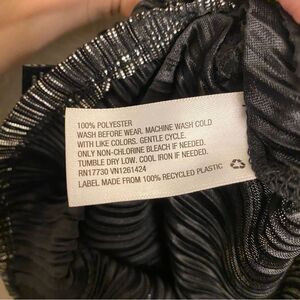 100% POLYESTER
WASH BEFORE WEAR. MACHINE WASH COLD
WITH LIKE COLORS. GENTLE CYCLE.
ONLY NON-CHLORINE BLEACH IF NEEDED.
TUMBLE DRY LOW. COOL IRON IF NEEDED.
RN17730 VN1261424
LABEL MADE FROM 100% RECYCLED PLASTIC